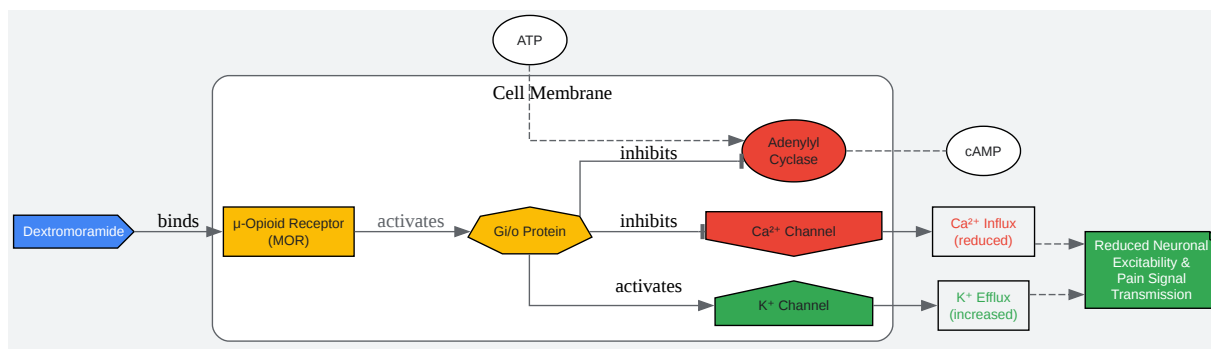 ATP
Cell Membrane
Adenylyl
Cyclase
cAMP
inhibits
Dextromoramide
binds
μ-Opioid Receptor
(MOR)
activates
Gi/o Protein
inhibits
Ca²⁺ Channel
Ca²⁺ Influx
(reduced)
activates
K⁺ Channel
K⁺ Efflux
(increased)
Reduced Neuronal
Excitability &
Pain Signal
Transmission